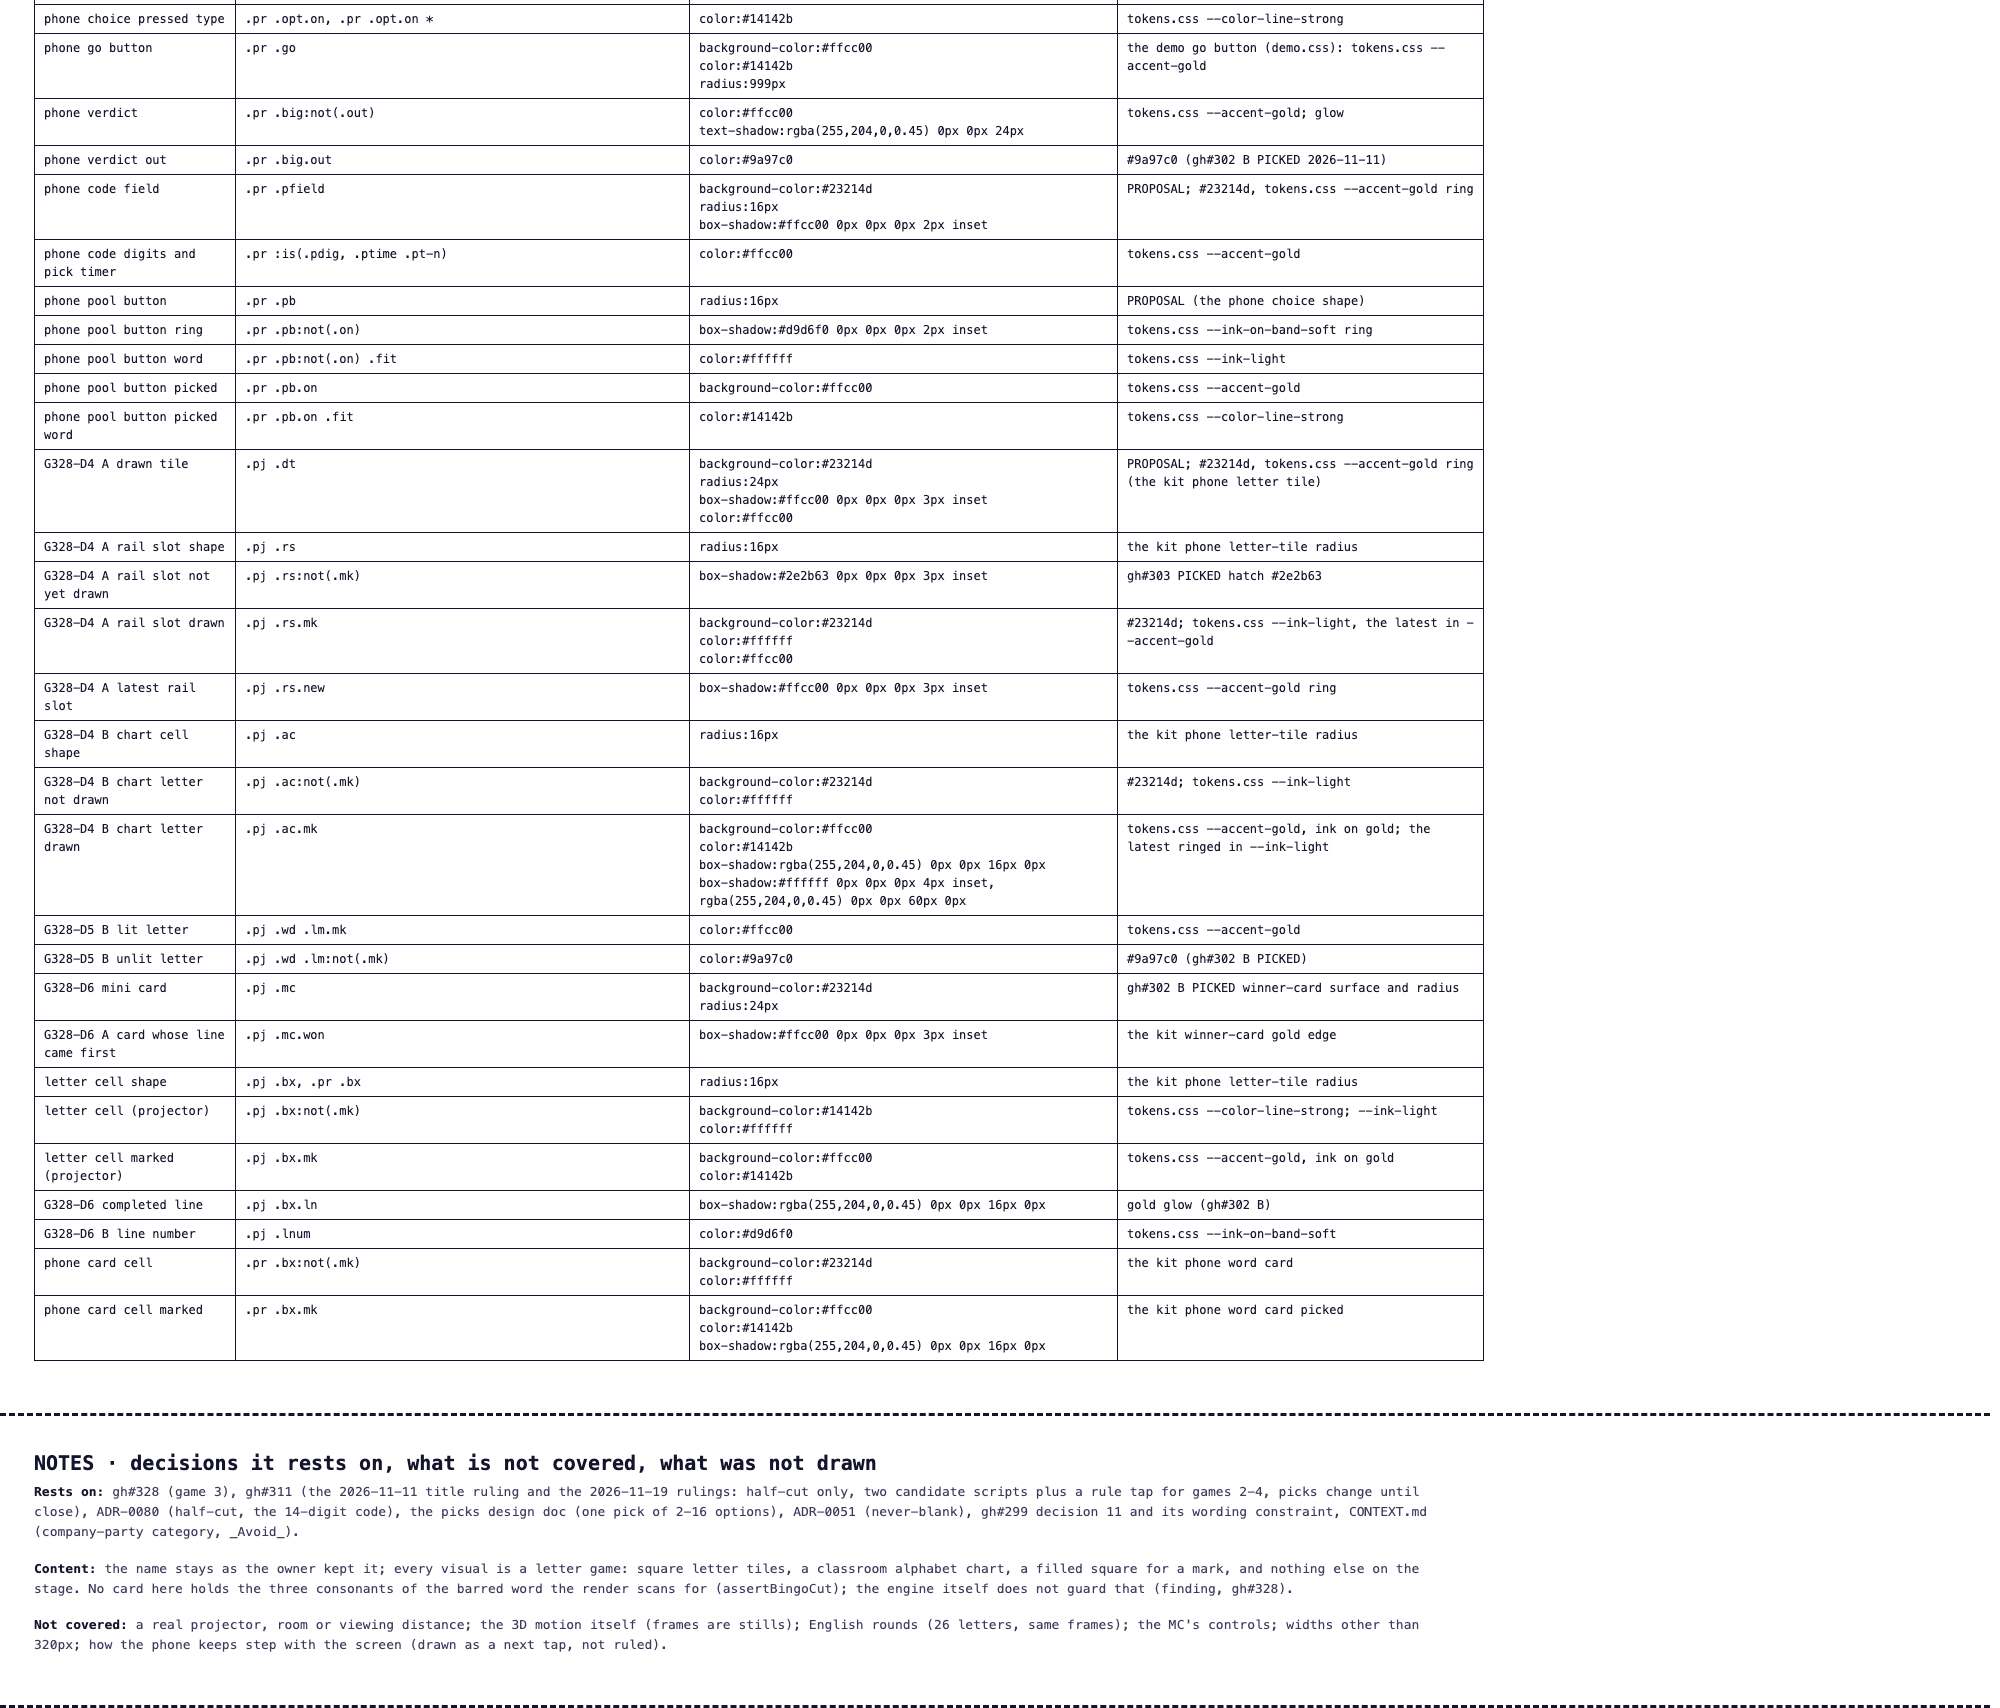 phone choice pressed type
.pr .opt.on, .pr .opt.on *
color:#14142b
tokens.css --color-line-strong
phone go button
.pr .go
background-color:#ffcc00
color:#14142b
radius:999px
the demo go button (demo.css): tokens.css --
accent-gold
phone verdict
.pr .big:not(.out)
color:#ffcc00
text-shadow:rgba(255,204,0,0.45) 0px 0px 24px
tokens.css --accent-gold; glow
phone verdict out
.pr .big.out
color:#9a97c0
#9a97c0 (gh#302 B PICKED 2026-11-11)
phone code field
.pr .pfield
background-color:#23214d
radius:16px
box-shadow:#ffcc00 0px 0px 0px 2px inset
PROPOSAL; #23214d, tokens.css --accent-gold ring
phone code digits and
pick timer
.pr :is(.pdig, .ptime .pt-n)
color:#ffcc00
tokens.css --accent-gold
phone pool button
.pr .pb
radius:16px
PROPOSAL (the phone choice shape)
phone pool button ring
.pr .pb:not(.on)
box-shadow:#d9d6f0 0px 0px 0px 2px inset
tokens.css --ink-on-band-soft ring
phone pool button word
.pr .pb:not(.on) .fit
color:#ffffff
tokens.css --ink-light
phone pool button picked
.pr .pb.on
background-color:#ffcc00
tokens.css --accent-gold
phone pool button picked
word
.pr .pb.on .fit
color:#14142b
tokens.css --color-line-strong
G328-D4 A drawn tile
.pj .dt
background-color:#23214d
radius:24px
box-shadow:#ffcc00 0px 0px 0px 3px inset
color:#ffcc00
PROPOSAL; #23214d, tokens.css --accent-gold ring
(the kit phone letter tile)
G328-D4 A rail slot shape
.pj .rs
radius:16px
the kit phone letter-tile radius
G328-D4 A rail slot not
yet drawn
.pj .rs:not(.mk)
box-shadow:#2e2b63 0px 0px 0px 3px inset
gh#303 PICKED hatch #2e2b63
G328-D4 A rail slot drawn
.pj .rs.mk
background-color:#23214d
color:#ffffff
color:#ffcc00
#23214d; tokens.css --ink-light, the latest in -
-accent-gold
G328-D4 A latest rail
slot
.pj .rs.new
box-shadow:#ffcc00 0px 0px 0px 3px inset
tokens.css --accent-gold ring
G328-D4 B chart cell
shape
.pj .ac
radius:16px
the kit phone letter-tile radius
G328-D4 B chart letter
not drawn
.pj .ac:not(.mk)
background-color:#23214d
color:#ffffff
#23214d; tokens.css --ink-light
G328-D4 B chart letter
drawn
.pj .ac.mk
background-color:#ffcc00
color:#14142b
box-shadow:rgba(255,204,0,0.45) 0px 0px 16px 0px
box-shadow:#ffffff 0px 0px 0px 4px inset,
rgba(255,204,0,0.45) 0px 0px 60px 0px
tokens.css --accent-gold, ink on gold; the
latest ringed in --ink-light
G328-D5 B lit letter
.pj .wd .lm.mk
color:#ffcc00
tokens.css --accent-gold
G328-D5 B unlit letter
.pj .wd .lm:not(.mk)
color:#9a97c0
#9a97c0 (gh#302 B PICKED)
G328-D6 mini card
.pj .mc
background-color:#23214d
radius:24px
gh#302 B PICKED winner-card surface and radius
G328-D6 A card whose line
came first
.pj .mc.won
box-shadow:#ffcc00 0px 0px 0px 3px inset
the kit winner-card gold edge
letter cell shape
.pj .bx, .pr .bx
radius:16px
the kit phone letter-tile radius
letter cell (projector)
.pj .bx:not(.mk)
background-color:#14142b
color:#ffffff
tokens.css --color-line-strong; --ink-light
letter cell marked
(projector)
.pj .bx.mk
background-color:#ffcc00
color:#14142b
tokens.css --accent-gold, ink on gold
G328-D6 completed line
.pj .bx.ln
box-shadow:rgba(255,204,0,0.45) 0px 0px 16px 0px
gold glow (gh#302 B)
G328-D6 B line number
.pj .lnum
color:#d9d6f0
tokens.css --ink-on-band-soft
phone card cell
.pr .bx:not(.mk)
background-color:#23214d
color:#ffffff
the kit phone word card
phone card cell marked
.pr .bx.mk
background-color:#ffcc00
color:#14142b
box-shadow:rgba(255,204,0,0.45) 0px 0px 16px 0px
the kit phone word card picked
NOTES · decisions it rests on, what is not covered, what was not drawn
Rests on: gh#328 (game 3), gh#311 (the 2026-11-11 title ruling and the 2026-11-19 rulings: half-cut only, two candidate scripts plus a rule tap for games 2-4, picks change until
close), ADR-0080 (half-cut, the 14-digit code), the picks design doc (one pick of 2-16 options), ADR-0051 (never-blank), gh#299 decision 11 and its wording constraint, CONTEXT.md
(company-party category, _Avoid_).
Content: the name stays as the owner kept it; every visual is a letter game: square letter tiles, a classroom alphabet chart, a filled square for a mark, and nothing else on the
stage. No card here holds the three consonants of the barred word the render scans for (assertBingoCut); the engine itself does not guard that (finding, gh#328).
Not covered: a real projector, room or viewing distance; the 3D motion itself (frames are stills); English rounds (26 letters, same frames); the MC's controls; widths other than
320px; how the phone keeps step with the screen (drawn as a next tap, not ruled).